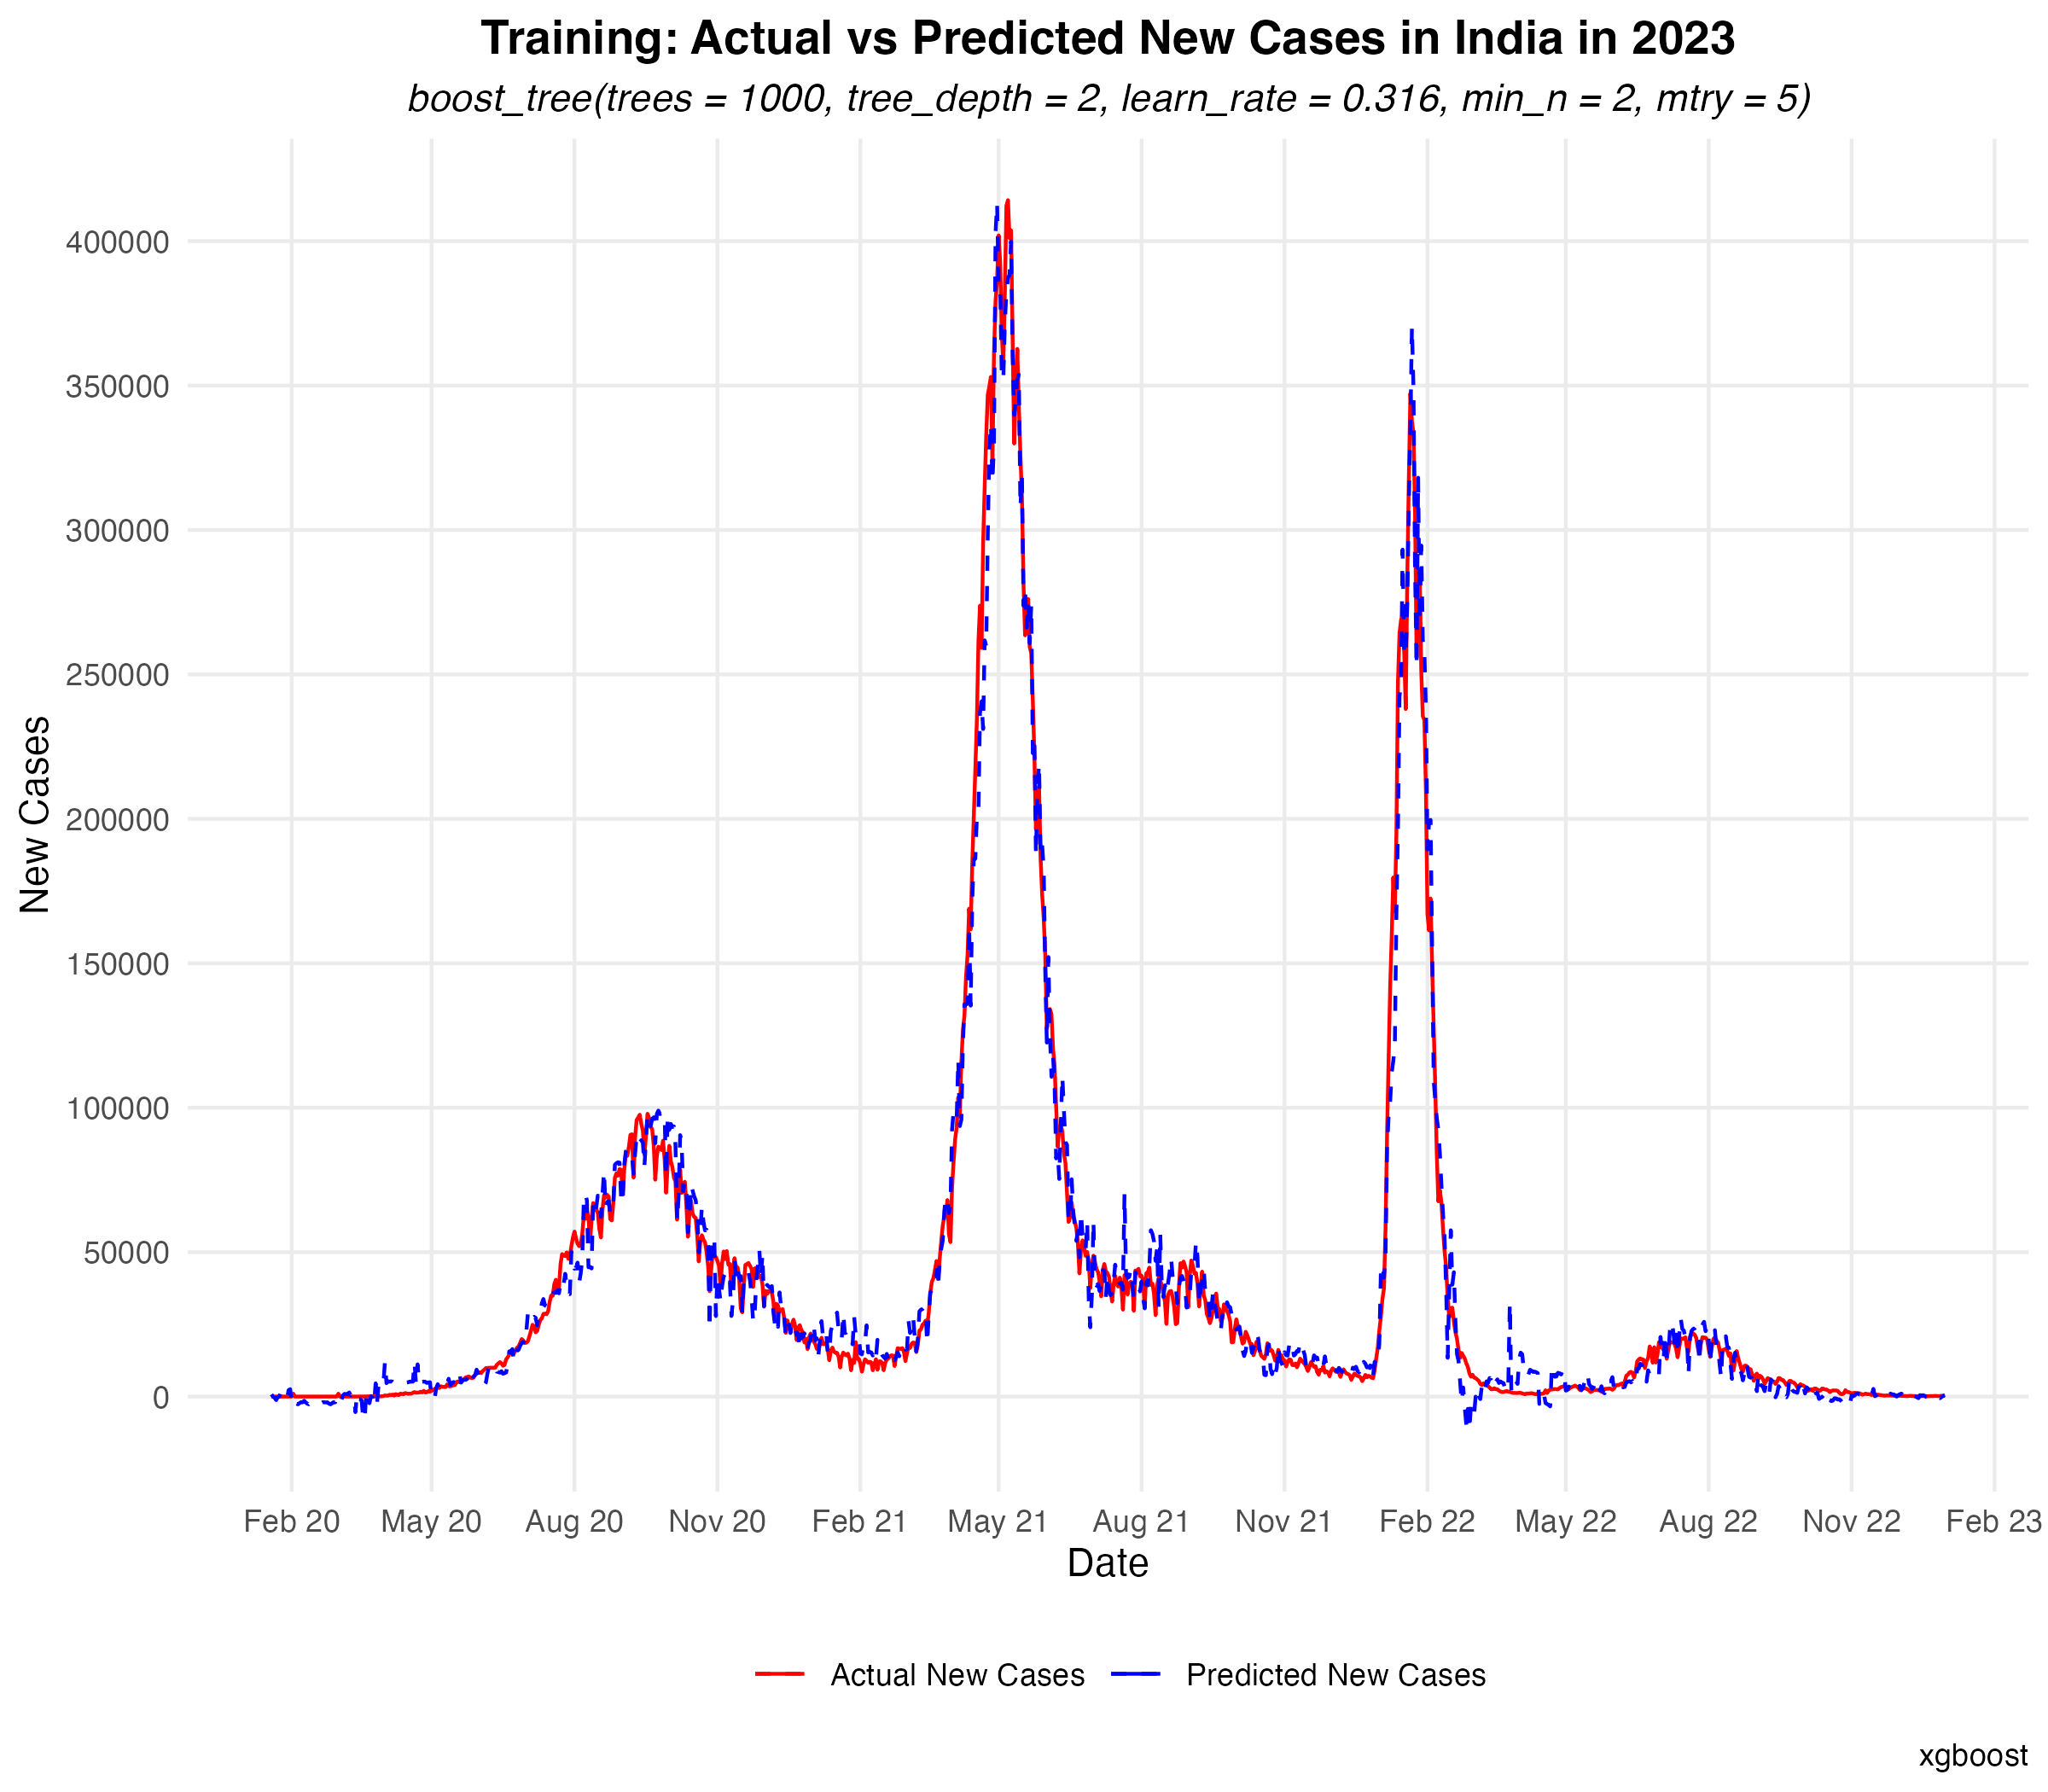 Training: Actual vs Predicted New Cases in India in 2023
boost_tree(trees = 1000, tree_depth = 2, learn_rate = 0.316, min_n = 2, mtry = 5)
New Cases
400000
350000
300000
250000
200000
150000
100000
50000
0
Feb 20 May 20 Aug 20 Nov 20 Feb 21 May 21 Aug 21 Nov 21 Feb 22 May 22 Aug 22 Nov 22 Feb 23
Date
Actual New Cases Predicted New Cases
xgboost